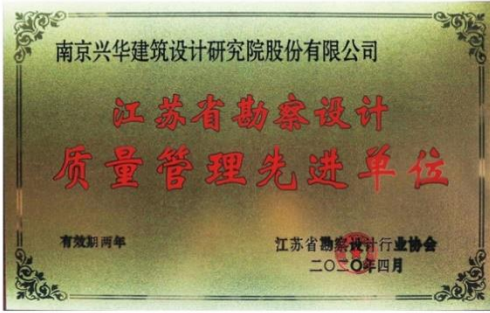 南京兴华建筑设计研究院股份有限公司
江苏省勘察设计
质量管理先进单位
有效期两年
江苏省勘察设计行业协会
二〇二〇年四月